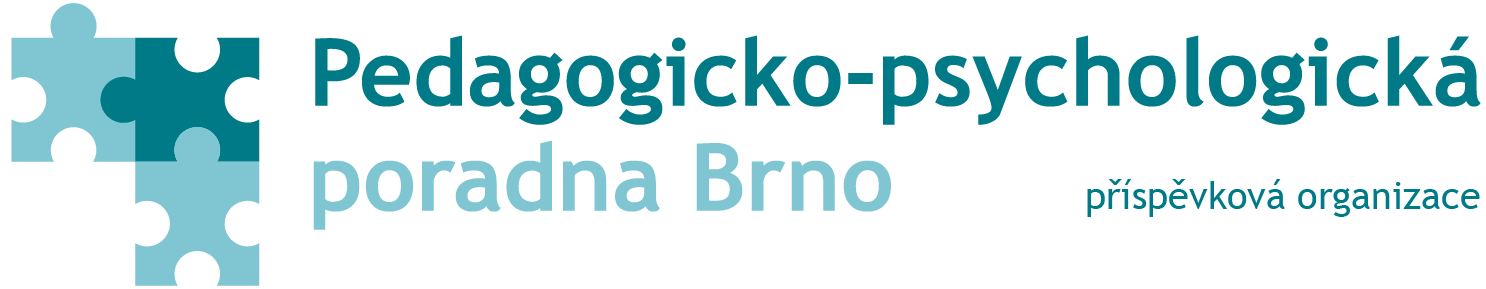 Pedagogicko-psychologická
poradna Brno
příspěvková organizace